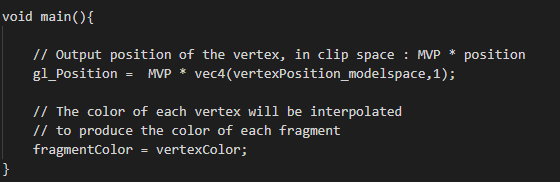 void main(){
// Output position of the vertex, in clip space : MVP * position
gl_Position =  MVP * vec4(vertexPosition_modelspace,1);
// The color of each vertex will be interpolated
// to produce the color of each fragment
fragmentColor = vertexColor;
}